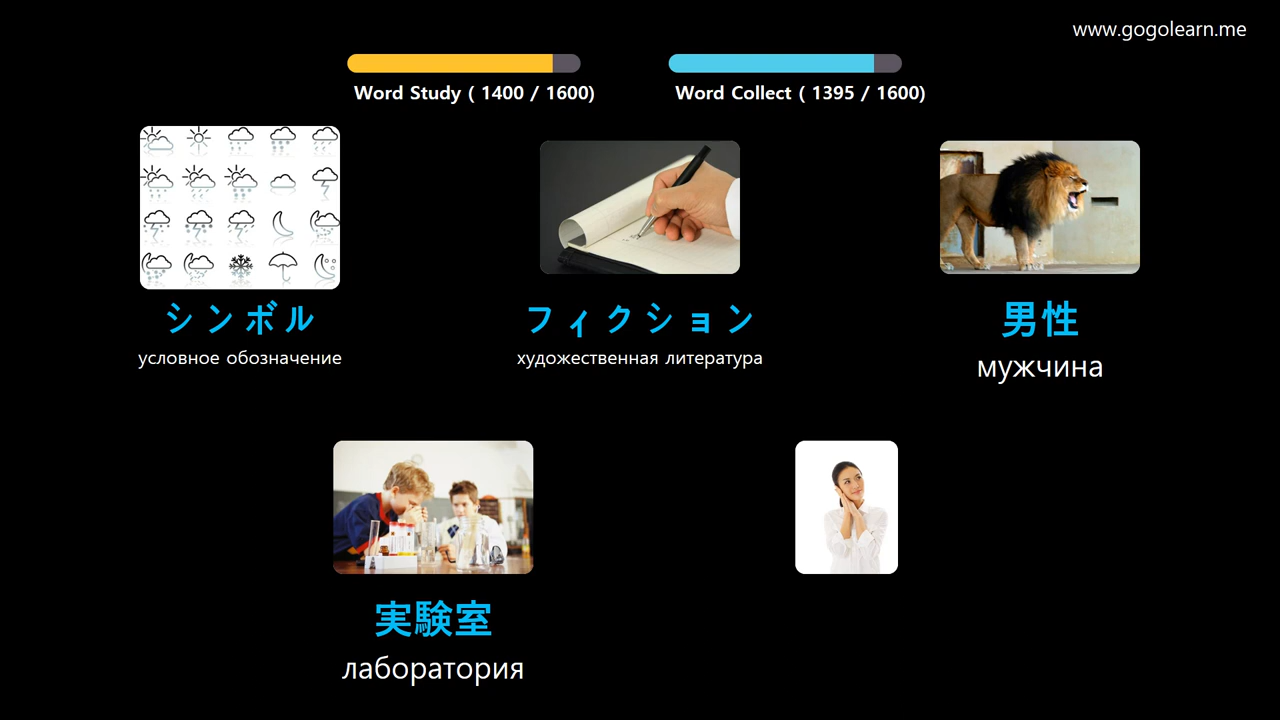 www.gogolearn.me
Word Study ( 1400 / 1600)
Word Collect ( 1395 / 1600)
シンボル
условное обозначение
フィクション
художественная литература
男性
мужчина
実験室
лаборатория